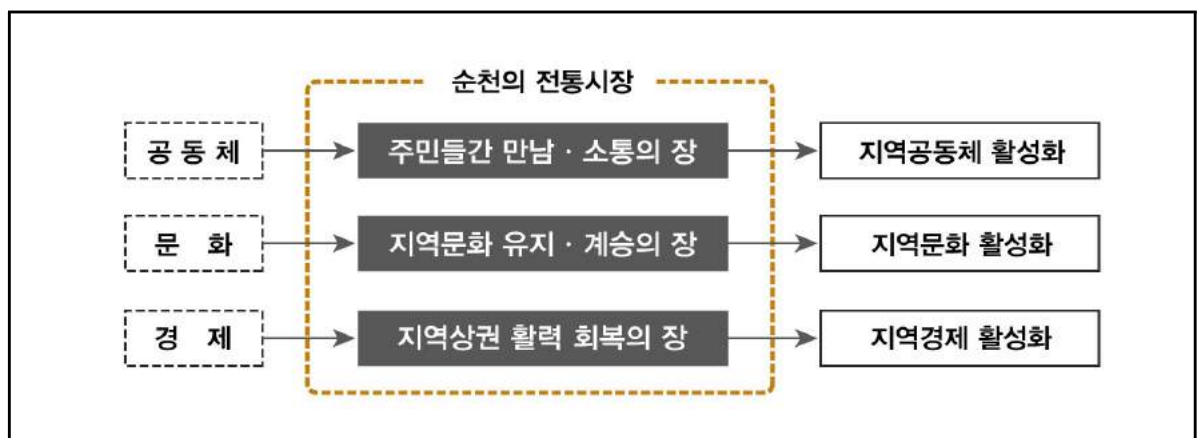 순천의 전통시장
공 동 체
주민들간 만남 · 소통의 장
지역공동체 활성화
문 화
지역문화 유지 · 계승의 장
지역문화 활성화
경 제
지역상권 활력 회복의 장
지역경제 활성화